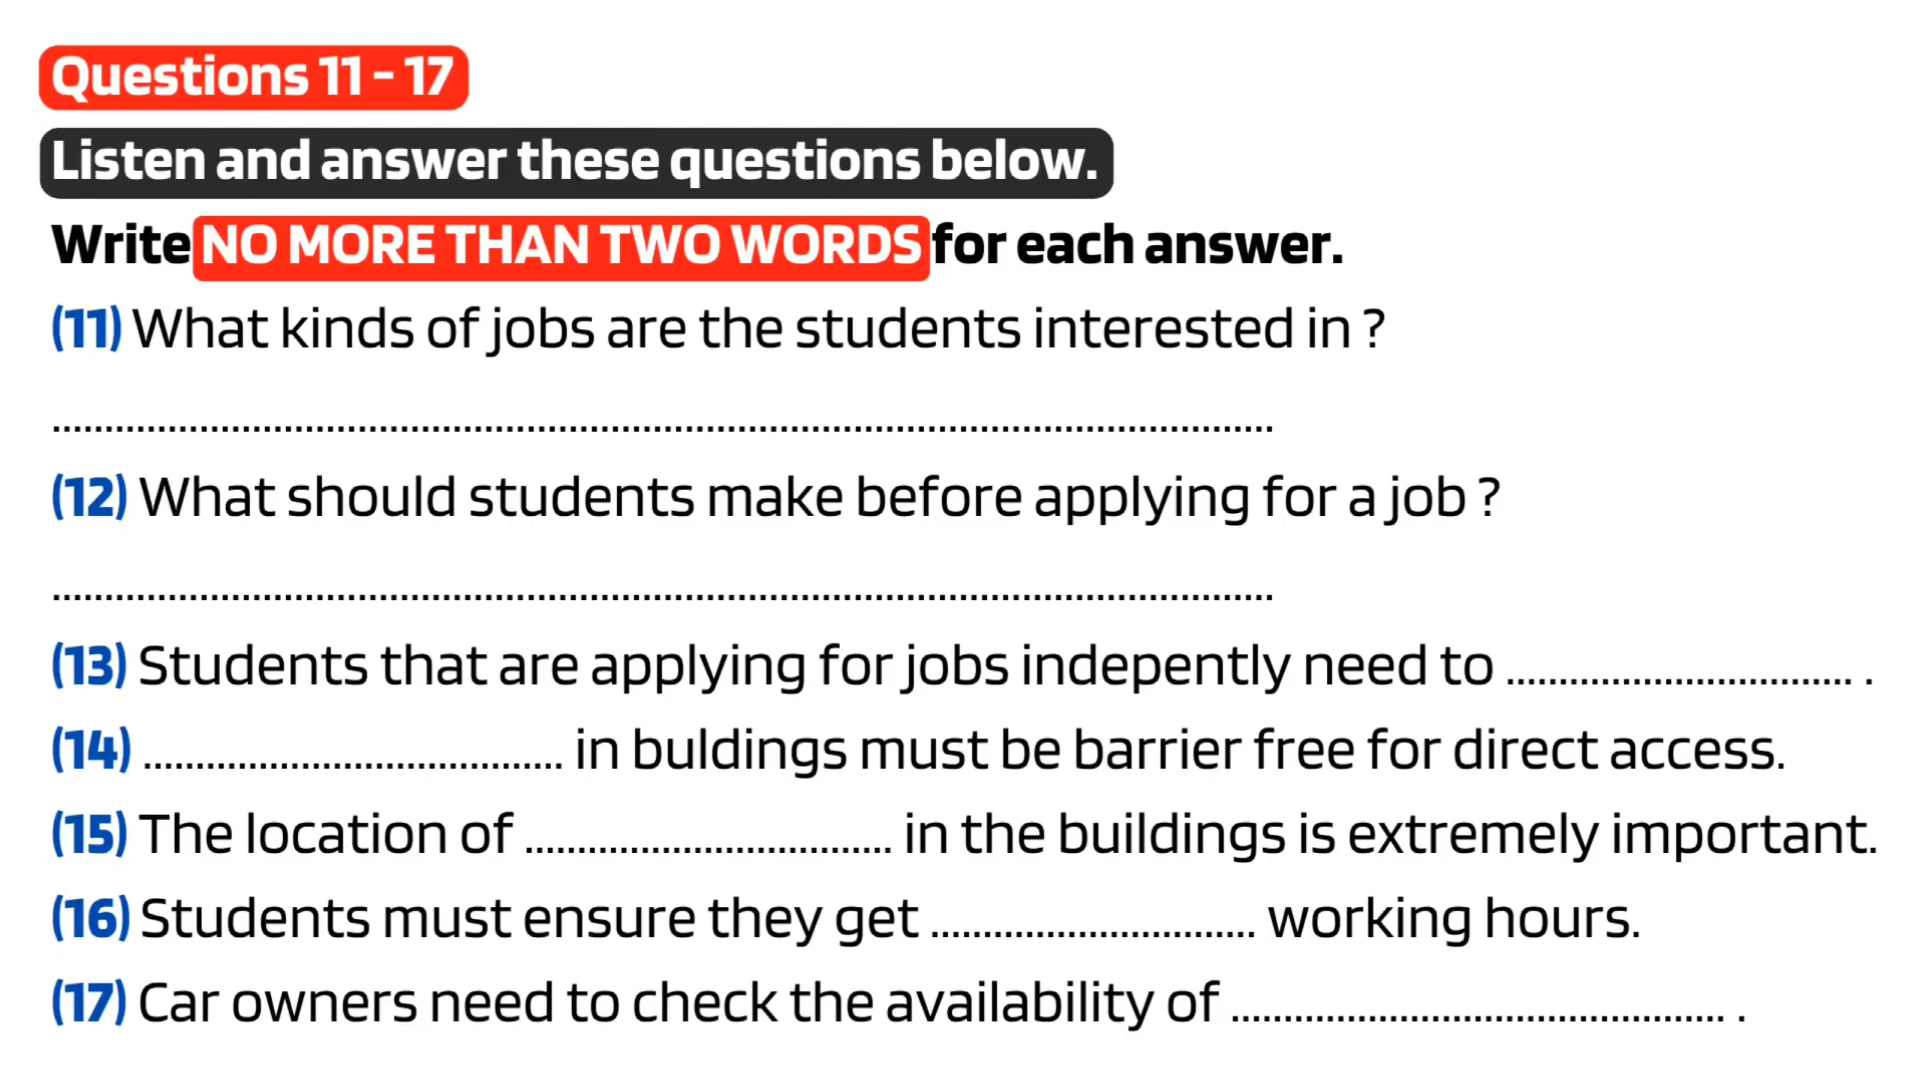 Questions 11 - 17
Listen and answer these questions below.
Write NO MORE THAN TWO WORDS for each answer.
(11) What kinds of jobs are the students interested in ?
................................................................................................................
(12) What should students make before applying for a job ?
................................................................................................................
(13) Students that are applying for jobs indepently need to ................................ .
(14) ....................................... in buldings must be barrier free for direct access.
(15) The location of .................................. in the buildings is extremely important.
(16) Students must ensure they get .............................. working hours.
(17) Car owners need to check the availability of .............................................. .